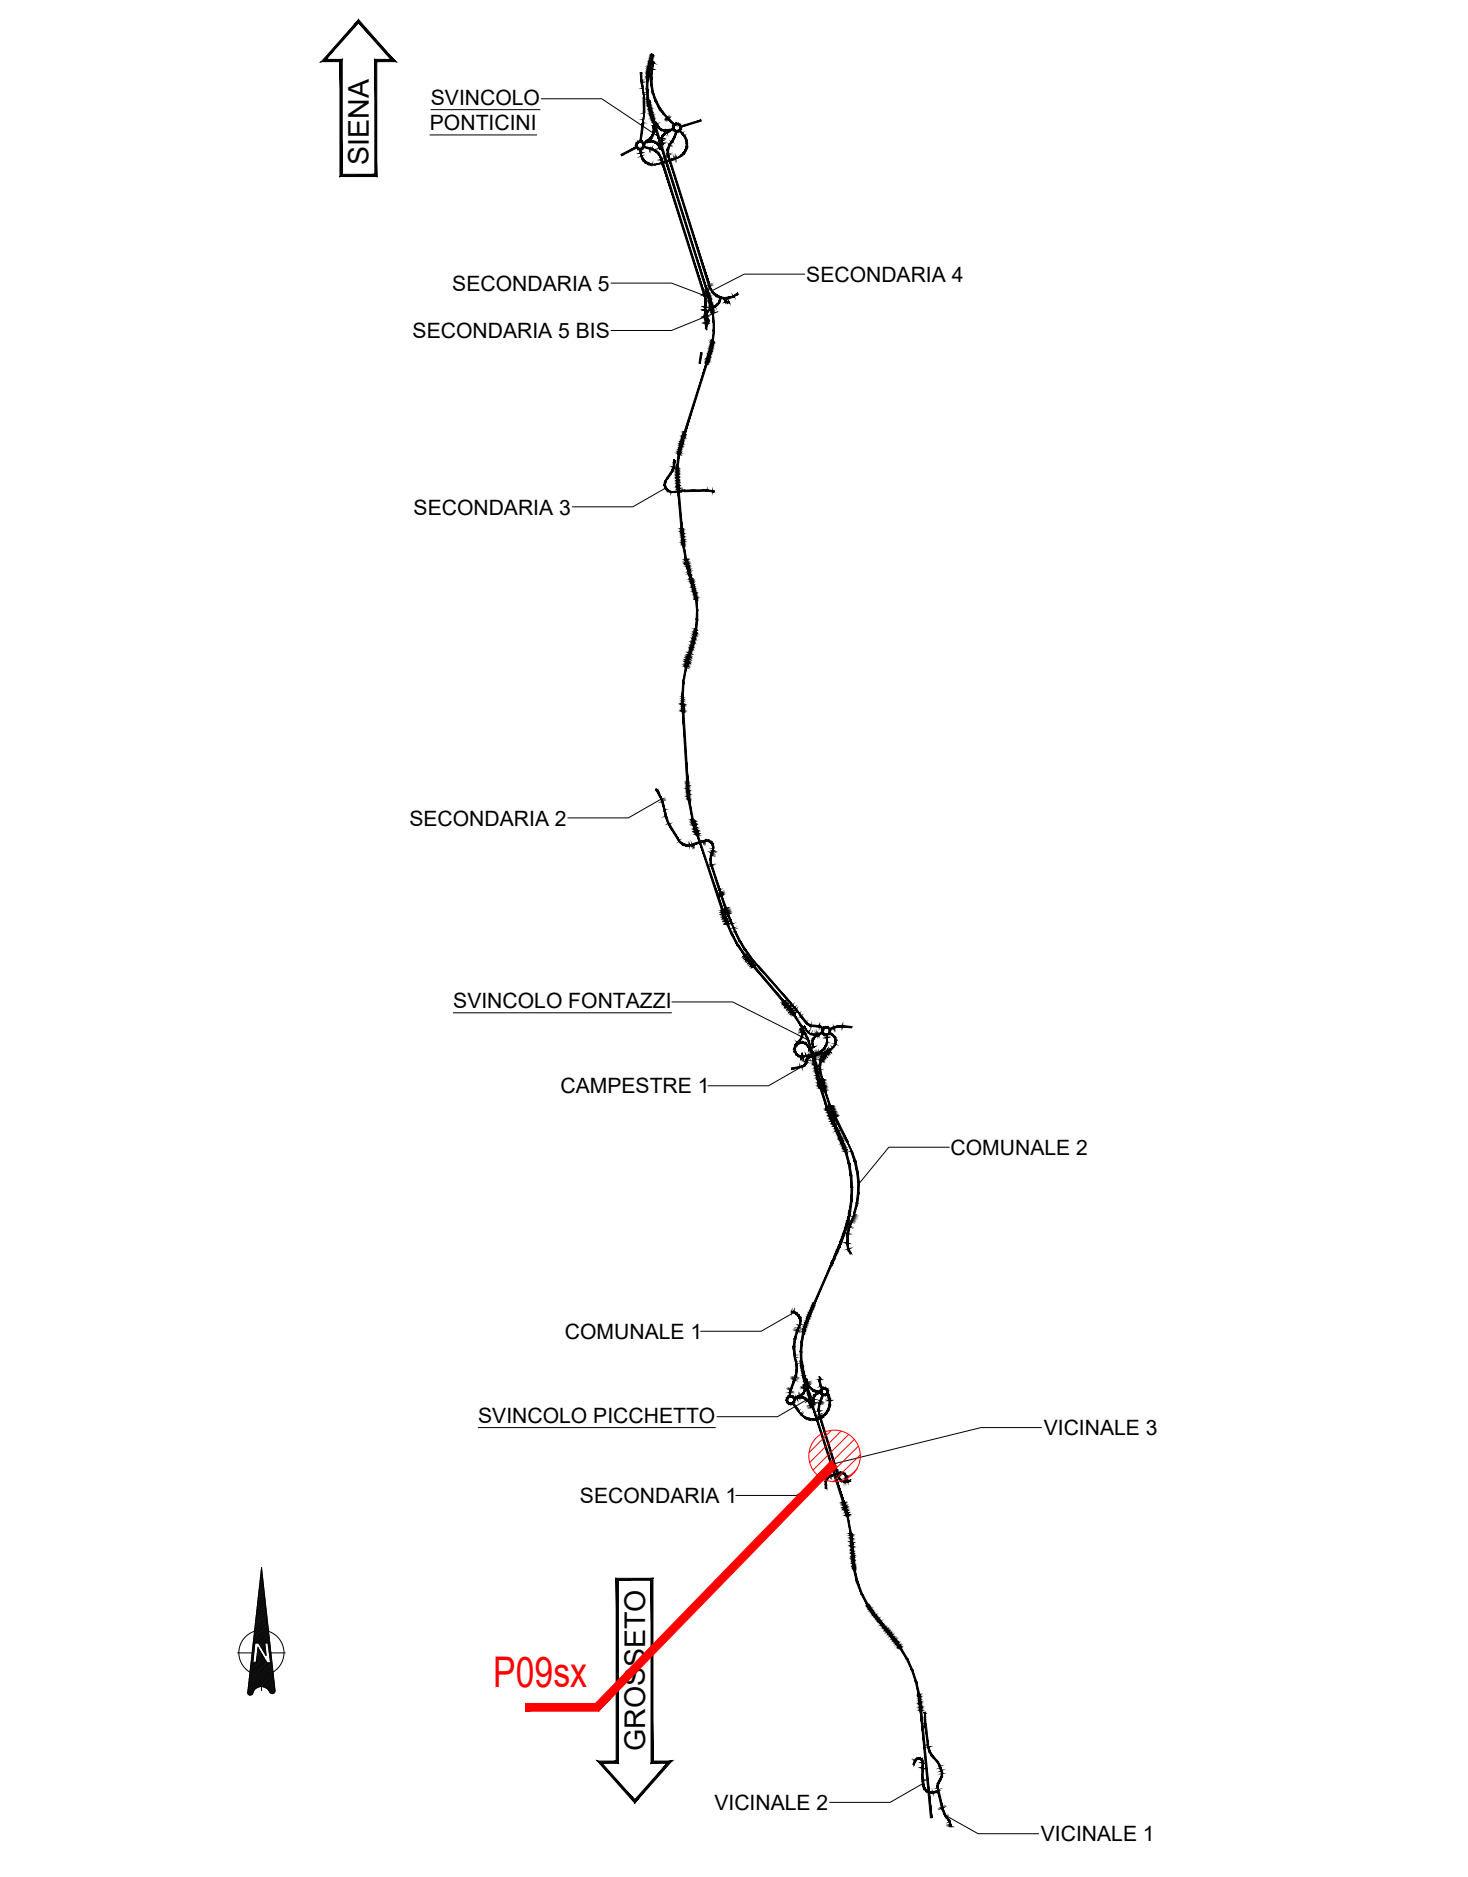 SIENA
SVINCOLO
PONTICINI
SECONDARIA 4
SECONDARIA 5
SECONDARIA 5 BIS
SECONDARIA 3
SECONDARIA 2
SVINCOLO FONTAZZI
CAMPESTRE 1
COMUNALE 2
COMUNALE 1
SVINCOLO PICCHETTO
VICINALE 3
SECONDARIA 1
GROSSETO
N
P09sx
VICINALE 2
VICINALE 1